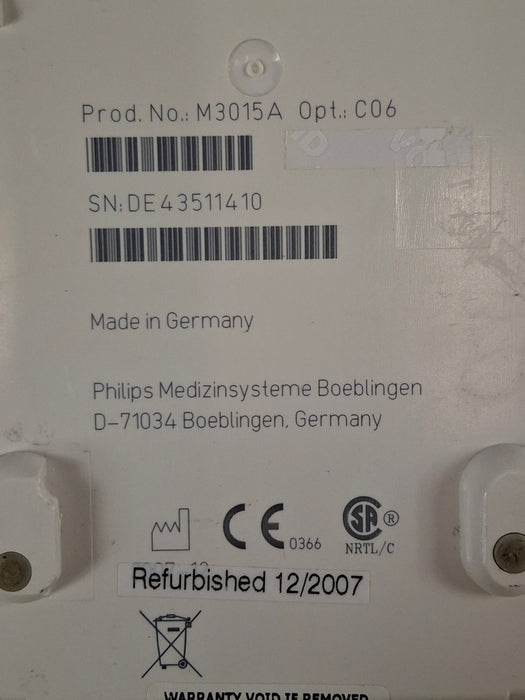 Prod. No.: M3015A Opt.: C06
SN:DE43511410
Made in Germany
Philips Medizinsysteme Boeblingen
D-71034 Boeblingen, Germany
CE 0366
SA ®
NRTL/C
Refurbished 12/2007
WARRANTY VOID IF REMOVED